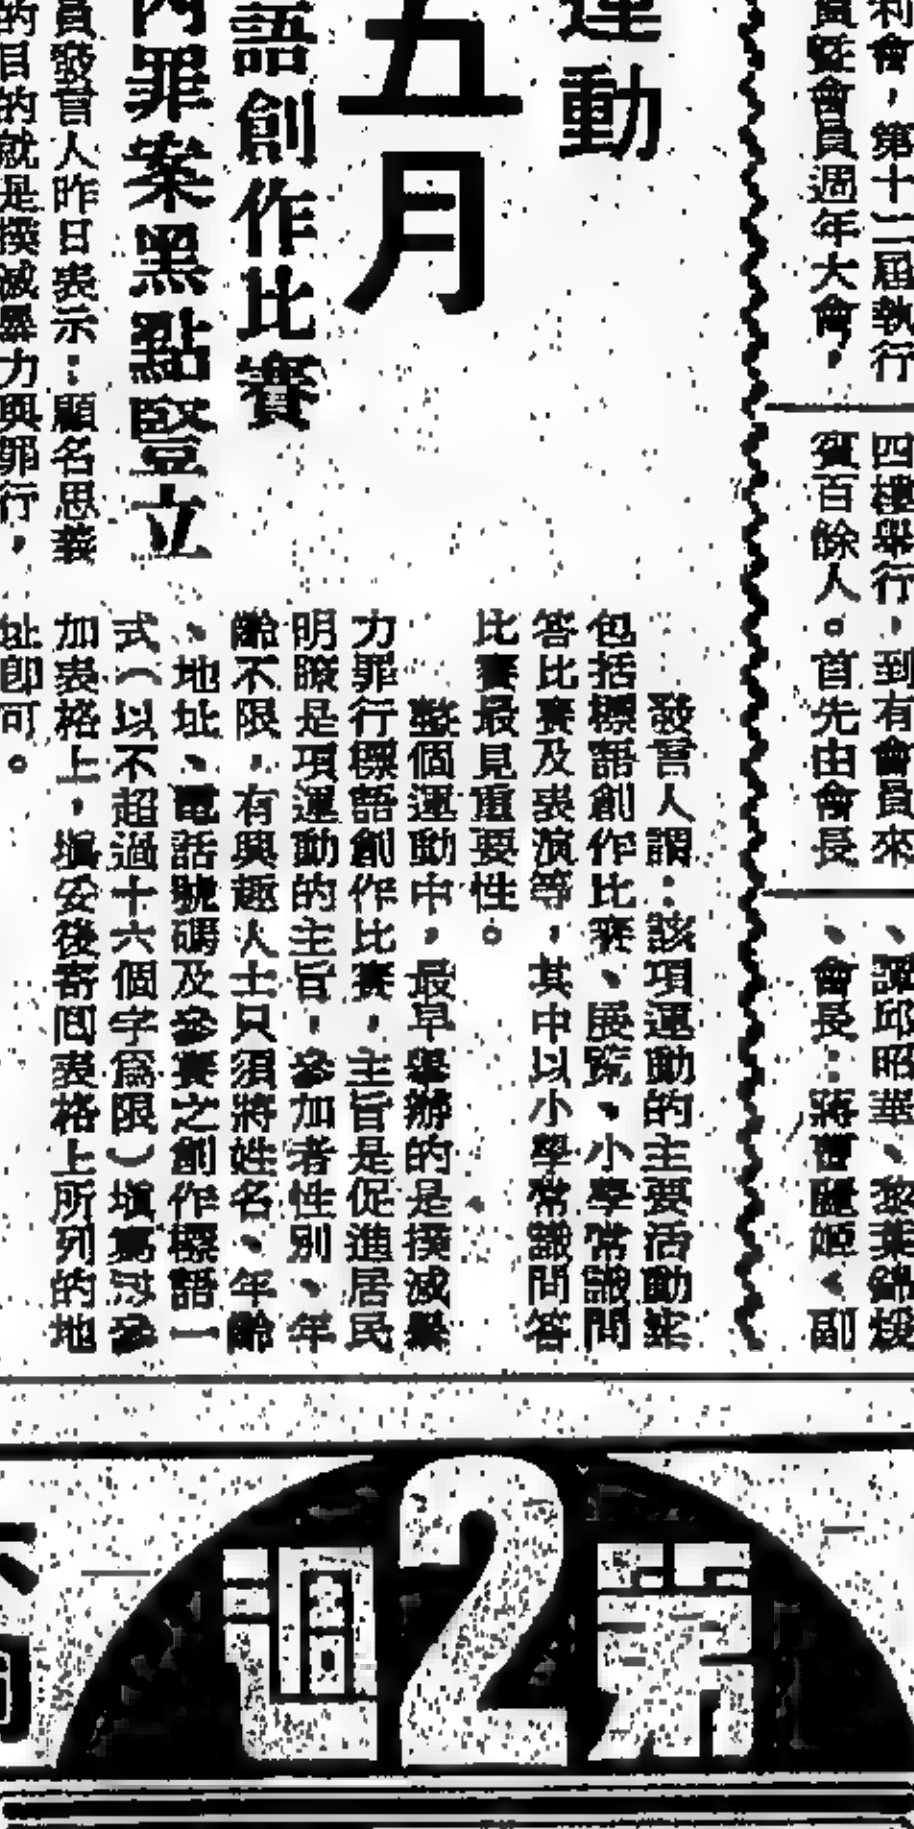 利會，第十二屆執行
員暨會員週年大會，
四樓舉行，到有會員來
賓百餘人。首先由會長
、譚邱昭華、黎葉錦嫒
、會長：蔣曹麗姬、副
運動
五月
語創作比賽
內罪案黑點豎立
員發言人昨日表示：顧名思義
的目的就是撲滅暴力與罪行，
發言人謂：該項運動的主要活動業
包括標語創作比賽、展覽、小學常識問
答比賽及表演等，其中以小學常識問答
比賽最見重要性。
整個運動中，最早舉辦的是撲滅暴
力罪行標語創作比賽，主旨是促進居民
明瞭是項運動的主旨，參加者性別、年
齡不限，有興趣人士只須將姓名、年齡
、地址、電話號碼及參賽之創作標語一
式（以不超過十六個字為限）填寫於參
加表格上，填妥後寄回表格上所列的地
址卽可。
第2週